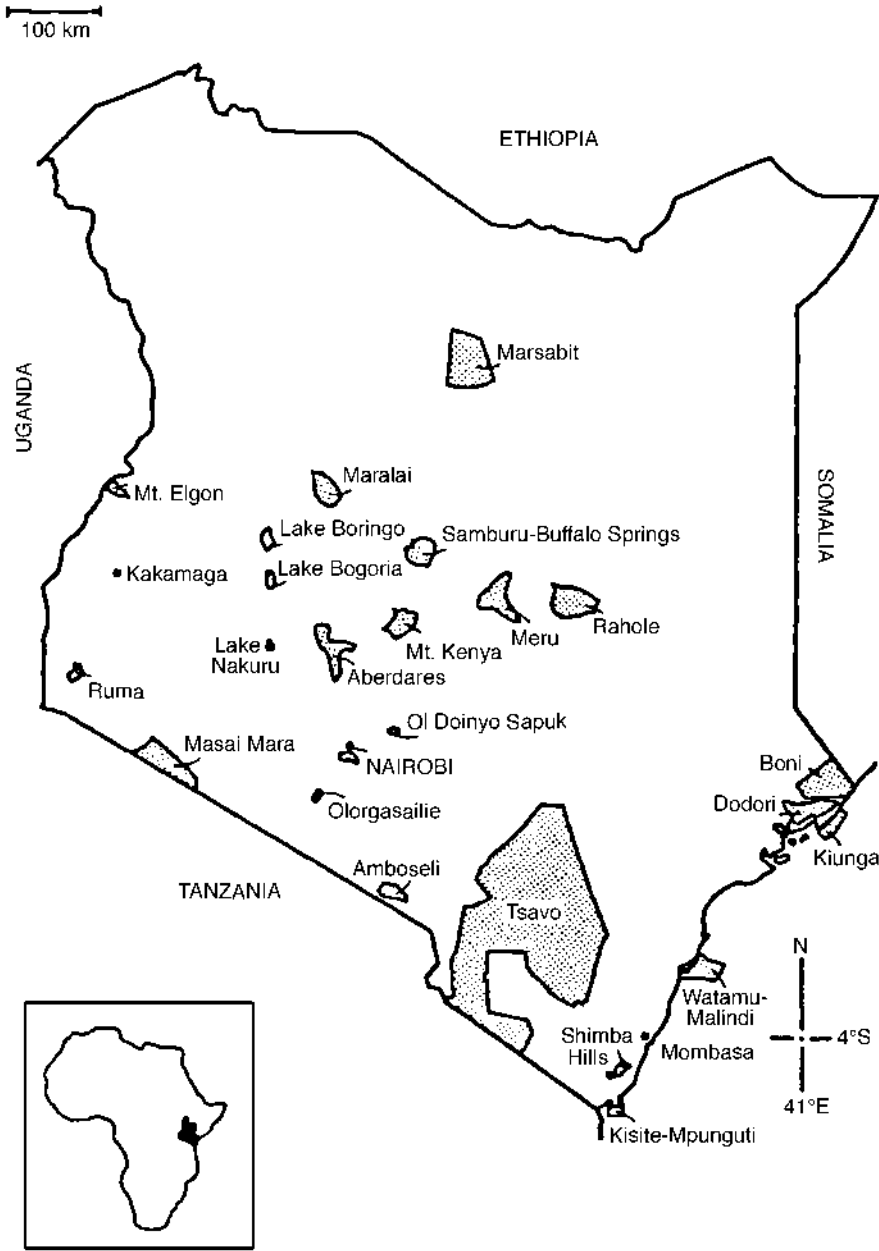 100 km
ETHIOPIA
Marsabit
UGANDA
SOMALIA
Maralai
Mt. Elgon
Lake Boringo
Samburu-Buffalo Springs
Kakamaga
Lake Bogoria
Meru
Rahole
Lake
Nakuru
Mt. Kenya
Aberdares
Ruma
Ol Doinyo Sapuk
Masai Mara
NAIROBI
Boni
Olorgasailie
Dodori
Kiunga
Amboseli
TANZANIA
Tsavo
N
Watamu-
Malindi
Shimba
Hills
Mombasa
4°S
41°E
Kisite-Mpunguti